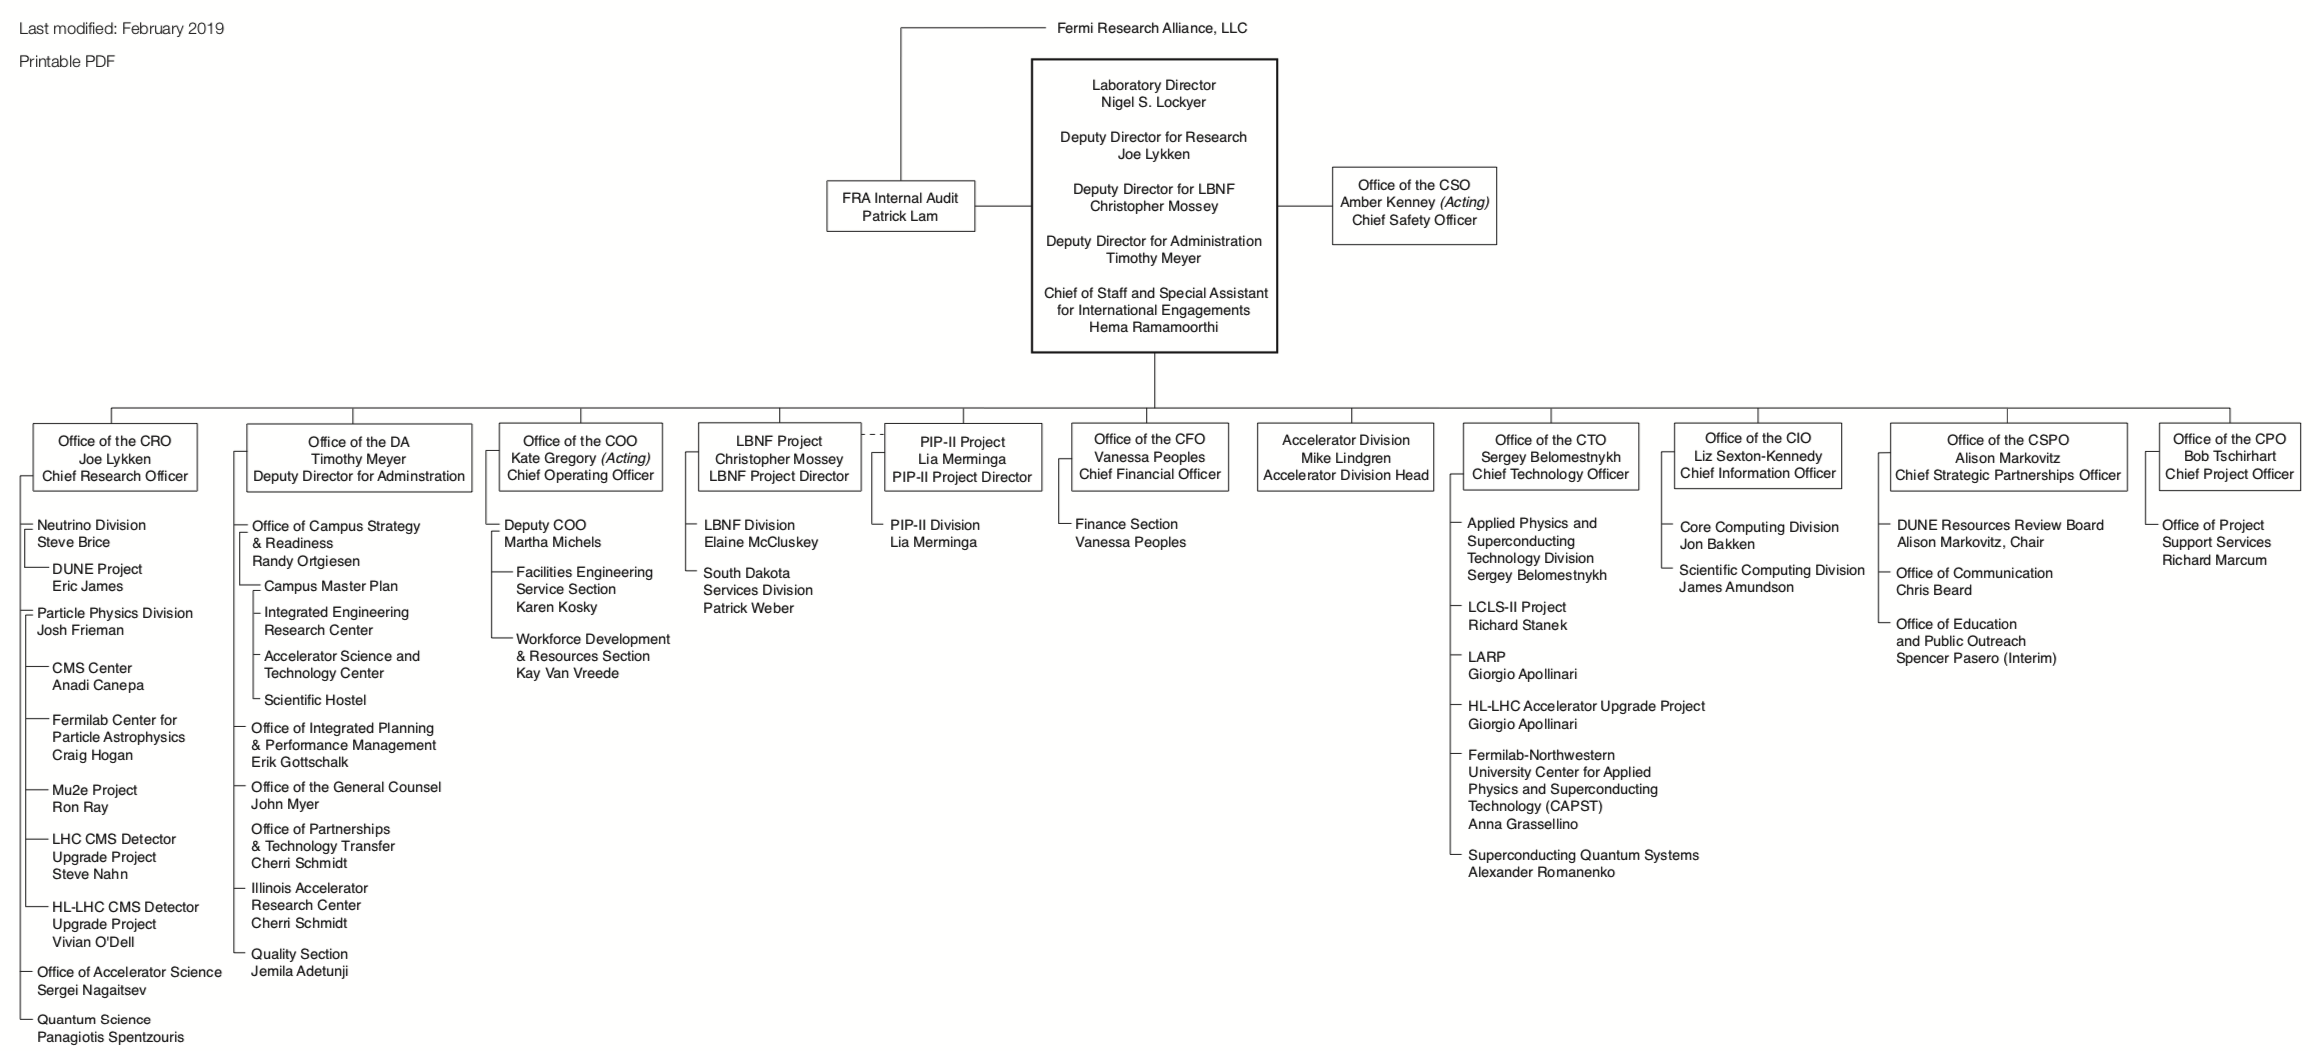 Last modified: February 2019
Printable PDF
Fermi Research Alliance, LLC
Laboratory Director
Nigel S. Lockyer
Deputy Director for Research
Joe Lykken
Deputy Director for LBNF
Christopher Mossey
Deputy Director for Administration
Timothy Meyer
Chief of Staff and Special Assistant
for International Engagements
Hema Ramamoorthi
FRA Internal Audit
Patrick Lam
Office of the CSO
Amber Kenney (Acting)
Chief Safety Officer
Office of the CRO
Joe Lykken
Chief Research Officer
Neutrino Division
Steve Brice
DUNE Project
Eric James
Particle Physics Division
Josh Frieman
CMS Center
Anadi Canepa
Fermilab Center for
Particle Astrophysics
Craig Hogan
Mu2e Project
Ron Ray
LHC CMS Detector
Upgrade Project
Steve Nahn
HL-LHC CMS Detector
Upgrade Project
Vivian O'Dell
Office of Accelerator Science
Sergei Nagaitsev
Quantum Science
Panagiotis Spentzouris
Office of the DA
Timothy Meyer
Deputy Director for Adminstration
Office of Campus Strategy
& Readiness
Randy Ortgiesen
Campus Master Plan
Integrated Engineering
Research Center
Accelerator Science and
Technology Center
Scientific Hostel
Office of Integrated Planning
& Performance Management
Erik Gottschalk
Office of the General Counsel
John Myer
Office of Partnerships
& Technology Transfer
Cherri Schmidt
Illinois Accelerator
Research Center
Cherri Schmidt
Quality Section
Jemila Adetunji
Office of the COO
Kate Gregory (Acting)
Chief Operating Officer
Deputy COO
Martha Michels
Facilities Engineering
Service Section
Karen Kosky
Workforce Development
& Resources Section
Kay Van Vreede
LBNF Project
Christopher Mossey
LBNF Project Director
LBNF Division
Elaine McCluskey
South Dakota
Services Division
Patrick Weber
PIP-II Project
Lia Merminga
PIP-II Project Director
PIP-II Division
Lia Merminga
Office of the CFO
Vanessa Peoples
Chief Financial Officer
Finance Section
Vanessa Peoples
Accelerator Division
Mike Lindgren
Accelerator Division Head
Office of the CTO
Sergey Belomestnykh
Chief Technology Officer
Applied Physics and
Superconducting
Technology Division
Sergey Belomestnykh
LCLS-II Project
Richard Stanek
LARP
Giorgio Apollinari
HL-LHC Accelerator Upgrade Project
Giorgio Apollinari
Fermilab-Northwestern
University Center for Applied
Physics and Superconducting
Technology (CAPST)
Anna Grassellino
Superconducting Quantum Systems
Alexander Romanenko
Office of the CIO
Liz Sexton-Kennedy
Chief Information Officer
Core Computing Division
Jon Bakken
Scientific Computing Division
James Amundson
Office of the CSPO
Alison Markovitz
Chief Strategic Partnerships Officer
DUNE Resources Review Board
Alison Markovitz, Chair
Office of Communication
Chris Beard
Office of Education
and Public Outreach
Spencer Pasero (Interim)
Office of the CPO
Bob Tschirhart
Chief Project Officer
Office of Project
Support Services
Richard Marcum